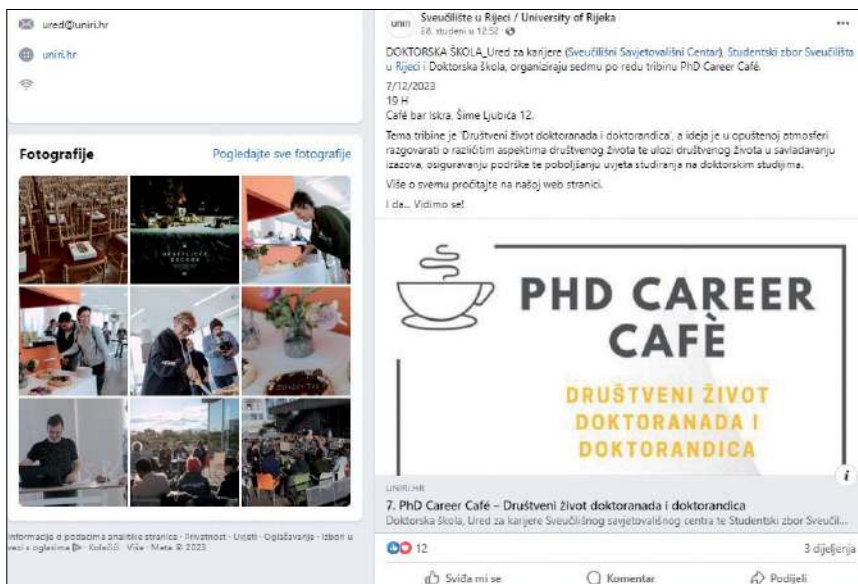 ured@uniri.hr
uniri.hr
Fotografije
Pogledajte sve fotografije
Informacije o podacima analitike stranice · Privatnost · Uvjeti · Oglašavanje · Izbori u
vezi s oglasima · Kolačići · Više · Meta © 2023
uniri
Sveučilište u Rijeci / University of Rijeka
28. studeni u 12:52 ·
DOKTORSKA ŠKOLA_Ured za karijere (Sveučilišni Savjetovališni Centar), Studentski zbor Sveučilišta
u Rijeci i Doktorska škola, organiziraju sedmu po redu tribinu PhD Career Café.
7/12/2023
19 H
Café bar Iskra, Šime Ljubića 12.
Tema tribine je 'Društveni život doktoranada i doktorandica', a ideja je u opuštenoj atmosferi
razgovarati o različitim aspektima društvenog života te ulozi društvenog života u savladavanju
izazova, osiguravanju podrške te poboljšanju uvjeta studiranja na doktorskim studijima.
Više o svemu pročitajte na našoj web stranici.
I da... Vidimo se!
PHD CAREER
CAFÈ
DRUŠTVENI ŽIVOT
DOKTORANADA I
DOKTORANDICA
UNIRI.HR
7. PhD Career Café – Društveni život doktoranada i doktorandica
Doktorska škola, Ured za karijere Sveučilišnog savjetovališnog centra te Studentski zbor Sveučil...
12
3 dijeljenja
Sviđa mi se
Komentar
Podijeli